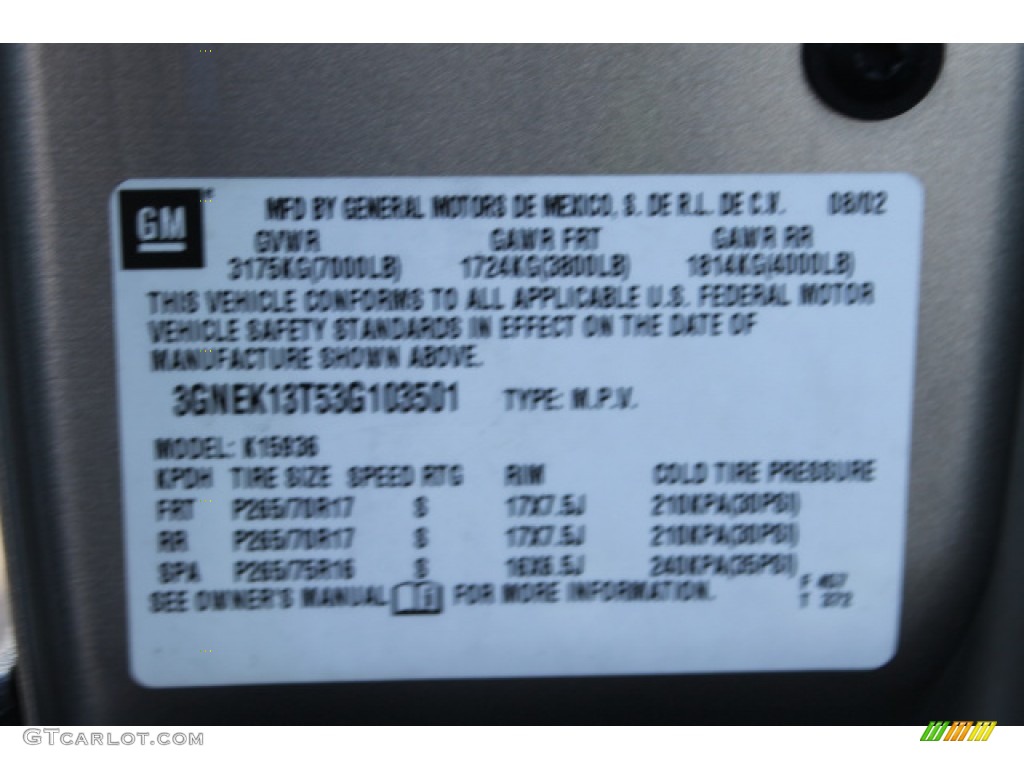 GM
MFD BY GENERAL MOTORS DE MEXICO, S. DE R.L. DE C.V. 08/02
GVWR GAWR FRT GAWR RR
3175KG(7000LB) 1724KG(3800LB) 1814KG(4000LB)
THIS VEHICLE CONFORMS TO ALL APPLICABLE U.S. FEDERAL MOTOR
VEHICLE SAFETY STANDARDS IN EFFECT ON THE DATE OF
MANUFACTURE SHOWN ABOVE.
3GNEK13T53G103501 TYPE: M.P.V.
MODEL: K15936
KPOH TIRE SIZE SPEED RTG RIM COLD TIRE PRESSURE
FRT P265/70R17 S 17X7.5J 210KPA(30PSI)
RR P265/70R17 S 17X7.5J 210KPA(30PSI)
SPA P265/75R16 S 16X6.5J 240KPA(35PSI)
SEE OWNER'S MANUAL FOR MORE INFORMATION.
F 457
T 372
GTcarlot.com